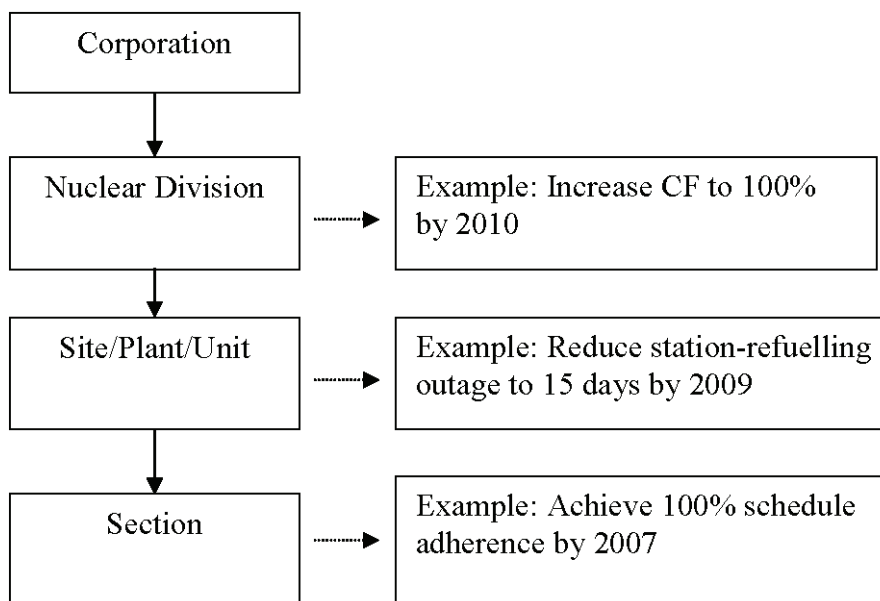 Corporation
Nuclear Division
Example: Increase CF to 100%
by 2010
Site/Plant/Unit
Example: Reduce station-refuelling
outage to 15 days by 2009
Section
Example: Achieve 100% schedule
adherence by 2007